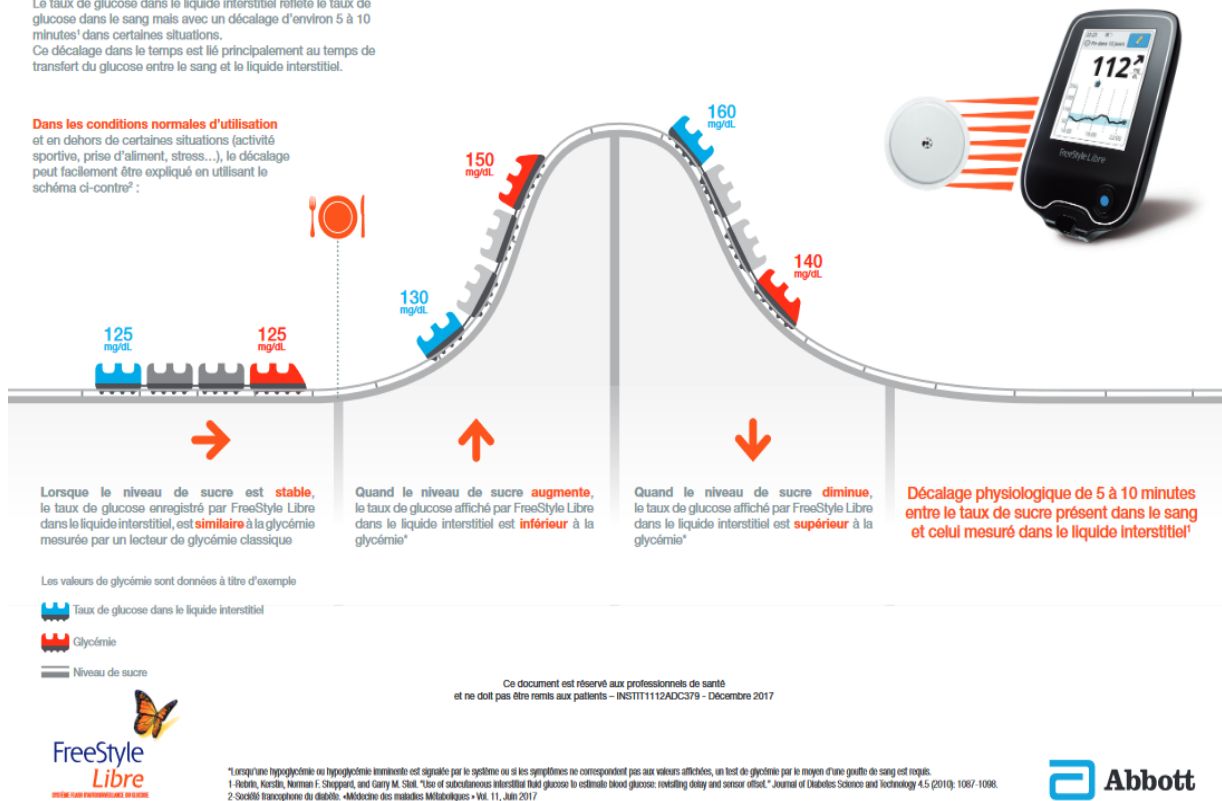 Le taux de glucose dans le liquide interstitiel reflète le taux de
glucose dans le sang mais avec un décalage d'environ 5 à 10
minutes¹ dans certaines situations.
Ce décalage dans le temps est lié principalement au temps de
transfert du glucose entre le sang et le liquide interstitiel.
Dans les conditions normales d'utilisation
et en dehors de certaines situations (activité
sportive, prise d'aliment, stress...), le décalage
peut facilement être expliqué en utilisant le
schéma ci-contre² :
125
mg/dL
125
mg/dL
130
mg/dL
150
mg/dL
160
mg/dL
140
mg/dL
112
FreeStyle Libre
Lorsque le niveau de sucre est stable,
le taux de glucose enregistré par FreeStyle Libre
dans le liquide interstitiel, est similaire à la glycémie
mesurée par un lecteur de glycémie classique
Quand le niveau de sucre augmente,
le taux de glucose affiché par FreeStyle Libre
dans le liquide interstitiel est inférieur à la
glycémie*
Quand le niveau de sucre diminue,
le taux de glucose affiché par FreeStyle Libre
dans le liquide interstitiel est supérieur à la
glycémie*
Décalage physiologique de 5 à 10 minutes
entre le taux de sucre présent dans le sang
et celui mesuré dans le liquide interstitiel¹
Les valeurs de glycémie sont données à titre d'exemple
Taux de glucose dans le liquide interstitiel
Glycémie
Niveau de sucre
Ce document est réservé aux professionnels de santé
et ne doit pas être remis aux patients – INSTIT1112ADC379 - Décembre 2017
FreeStyle
Libre
SYSTÈME FLASH D'AUTOSURVEILLANCE DU GLUCOSE
*Lorsqu'une hypoglycémie ou hypoglycémie imminente est signalée par le système ou si les symptômes ne correspondent pas aux valeurs affichées, un test de glycémie par le moyen d'une goutte de sang est requis.
1-Rebrin, Kerstin, Norman F. Sheppard, and Garry M. Steil. "Use of subcutaneous interstitial fluid glucose to estimate blood glucose: revisiting delay and sensor offset." Journal of Diabetes Science and Technology 4.5 (2010): 1087-1098.
2-Société francophone du diabète. «Médecine des maladies Métaboliques » Vol. 11, Juin 2017
Abbott